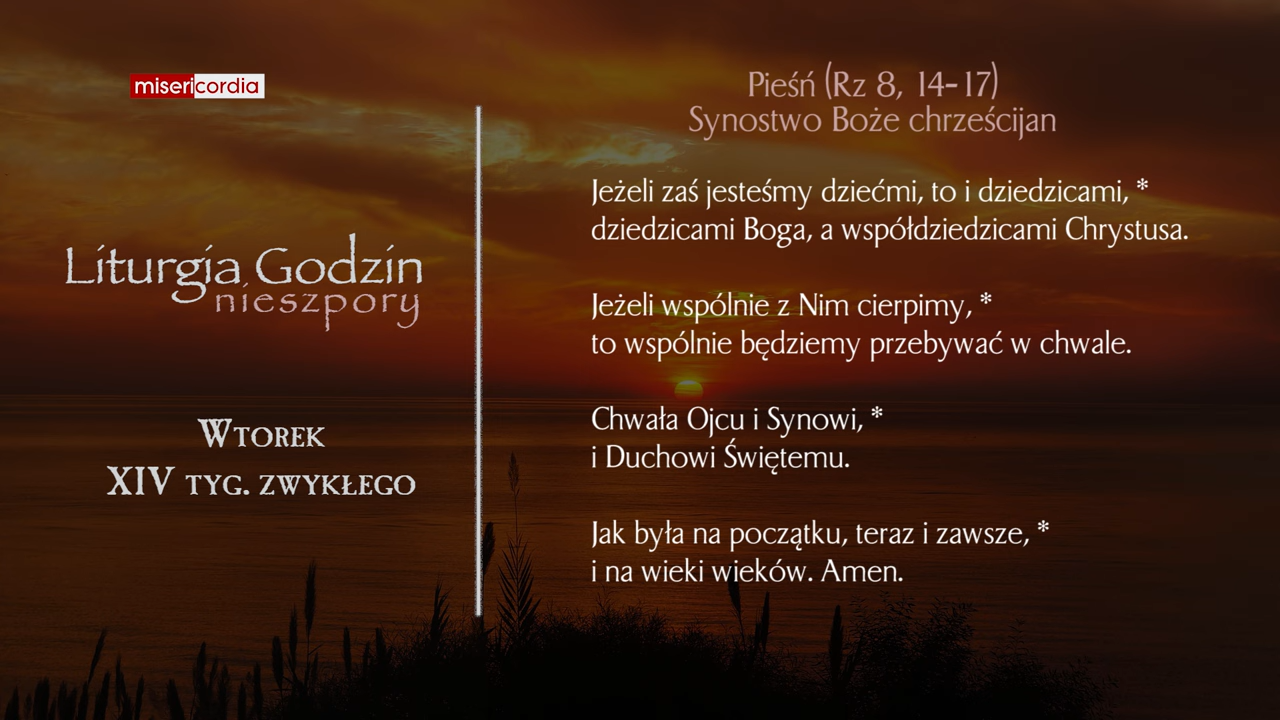 misericordia
Liturgia Godzin
nieszpory
Wtorek
XIV tyg. zwykłego
Pieśń (Rz 8, 14-17)
Synostwo Boże chrześcijan
Jeżeli zaś jesteśmy dziećmi, to i dziedzicami, *
dziedzicami Boga, a współdziedzicami Chrystusa.
Jeżeli wspólnie z Nim cierpimy, *
to wspólnie będziemy przebywać w chwale.
Chwała Ojcu i Synowi, *
i Duchowi Świętemu.
Jak była na początku, teraz i zawsze, *
i na wieki wieków. Amen.